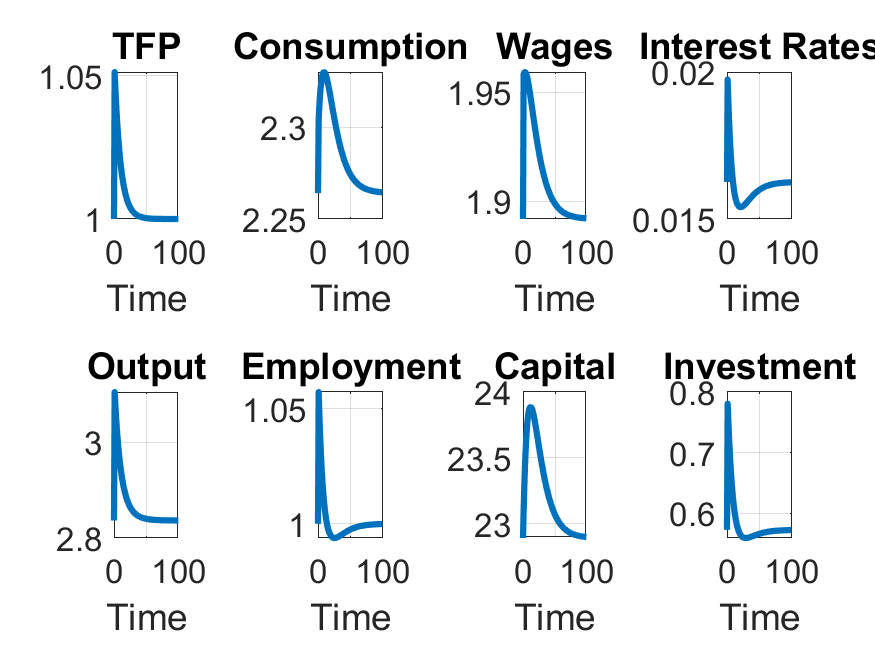 TFP
1.05
1
0 100
Time
Consumption
2.3
2.25
0 100
Time
Wages
1.95
1.9
0 100
Time
Interest Rates
0.02
0.015
0 100
Time
Output
3
2.8
0 100
Time
Employment
1.05
1
0 100
Time
Capital
24
23.5
23
0 100
Time
Investment
0.8
0.7
0.6
0 100
Time